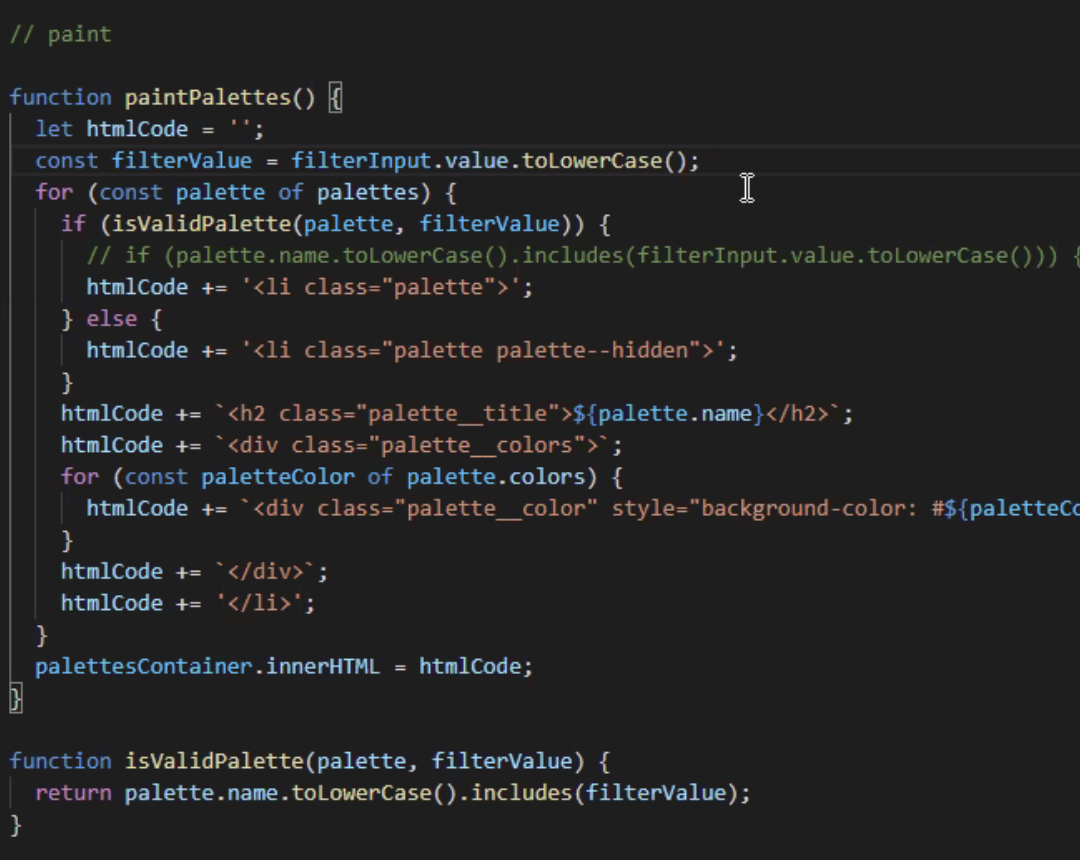 // paint
function paintPalettes() {
  let htmlCode = '';
  const filterValue = filterInput.value.toLowerCase();
  for (const palette of palettes) {
    if (isValidPalette(palette, filterValue)) {
      // if (palette.name.toLowerCase().includes(filterInput.value.toLowerCase())) {
      htmlCode += '<li class="palette">';
    } else {
      htmlCode += '<li class="palette palette--hidden">';
    }
    htmlCode += `<h2 class="palette__title">${palette.name}</h2>`;
    htmlCode += `<div class="palette__colors">`;
    for (const paletteColor of palette.colors) {
      htmlCode += `<div class="palette__color" style="background-color: #${paletteCo
    }
    htmlCode += `</div>`;
    htmlCode += '</li>';
  }
  palettesContainer.innerHTML = htmlCode;
}
function isValidPalette(palette, filterValue) {
  return palette.name.toLowerCase().includes(filterValue);
}